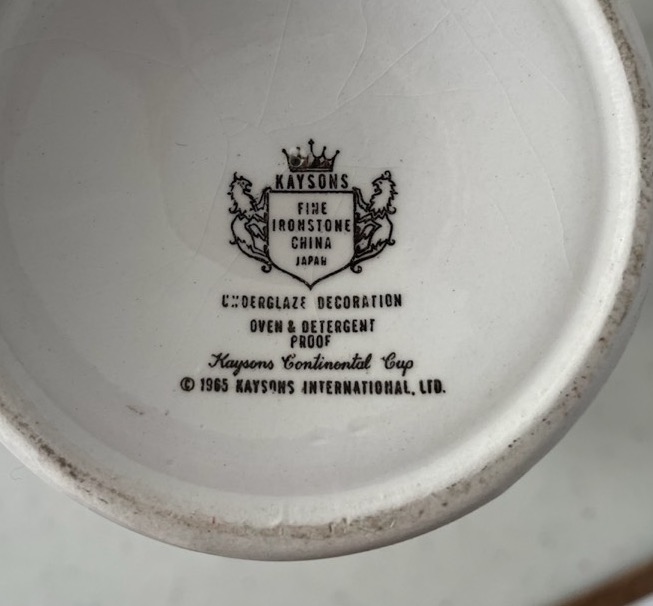 KAYSONS
FINE
IRONSTONE
CHINA
JAPAN
UNDERGLAZE DECORATION
OVEN & DETERGENT
PROOF
Kaysons Continental Cup
© 1965 KAYSONS INTERNATIONAL, LTD.